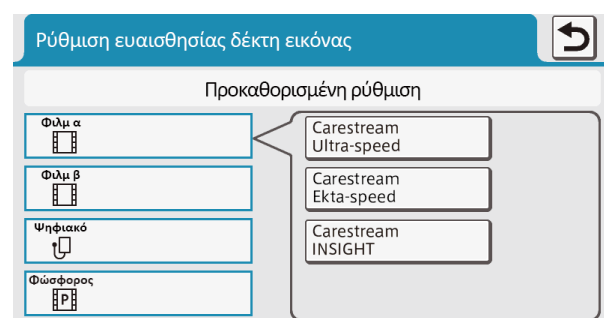 Ρύθμιση ευαισθησίας δέκτη εικόνας
Προκαθορισμένη ρύθμιση
Φιλμ α
Φιλμ β
Ψηφιακό
Φώσφορος
P
Carestream
Ultra-speed
Carestream
Ekta-speed
Carestream
INSIGHT